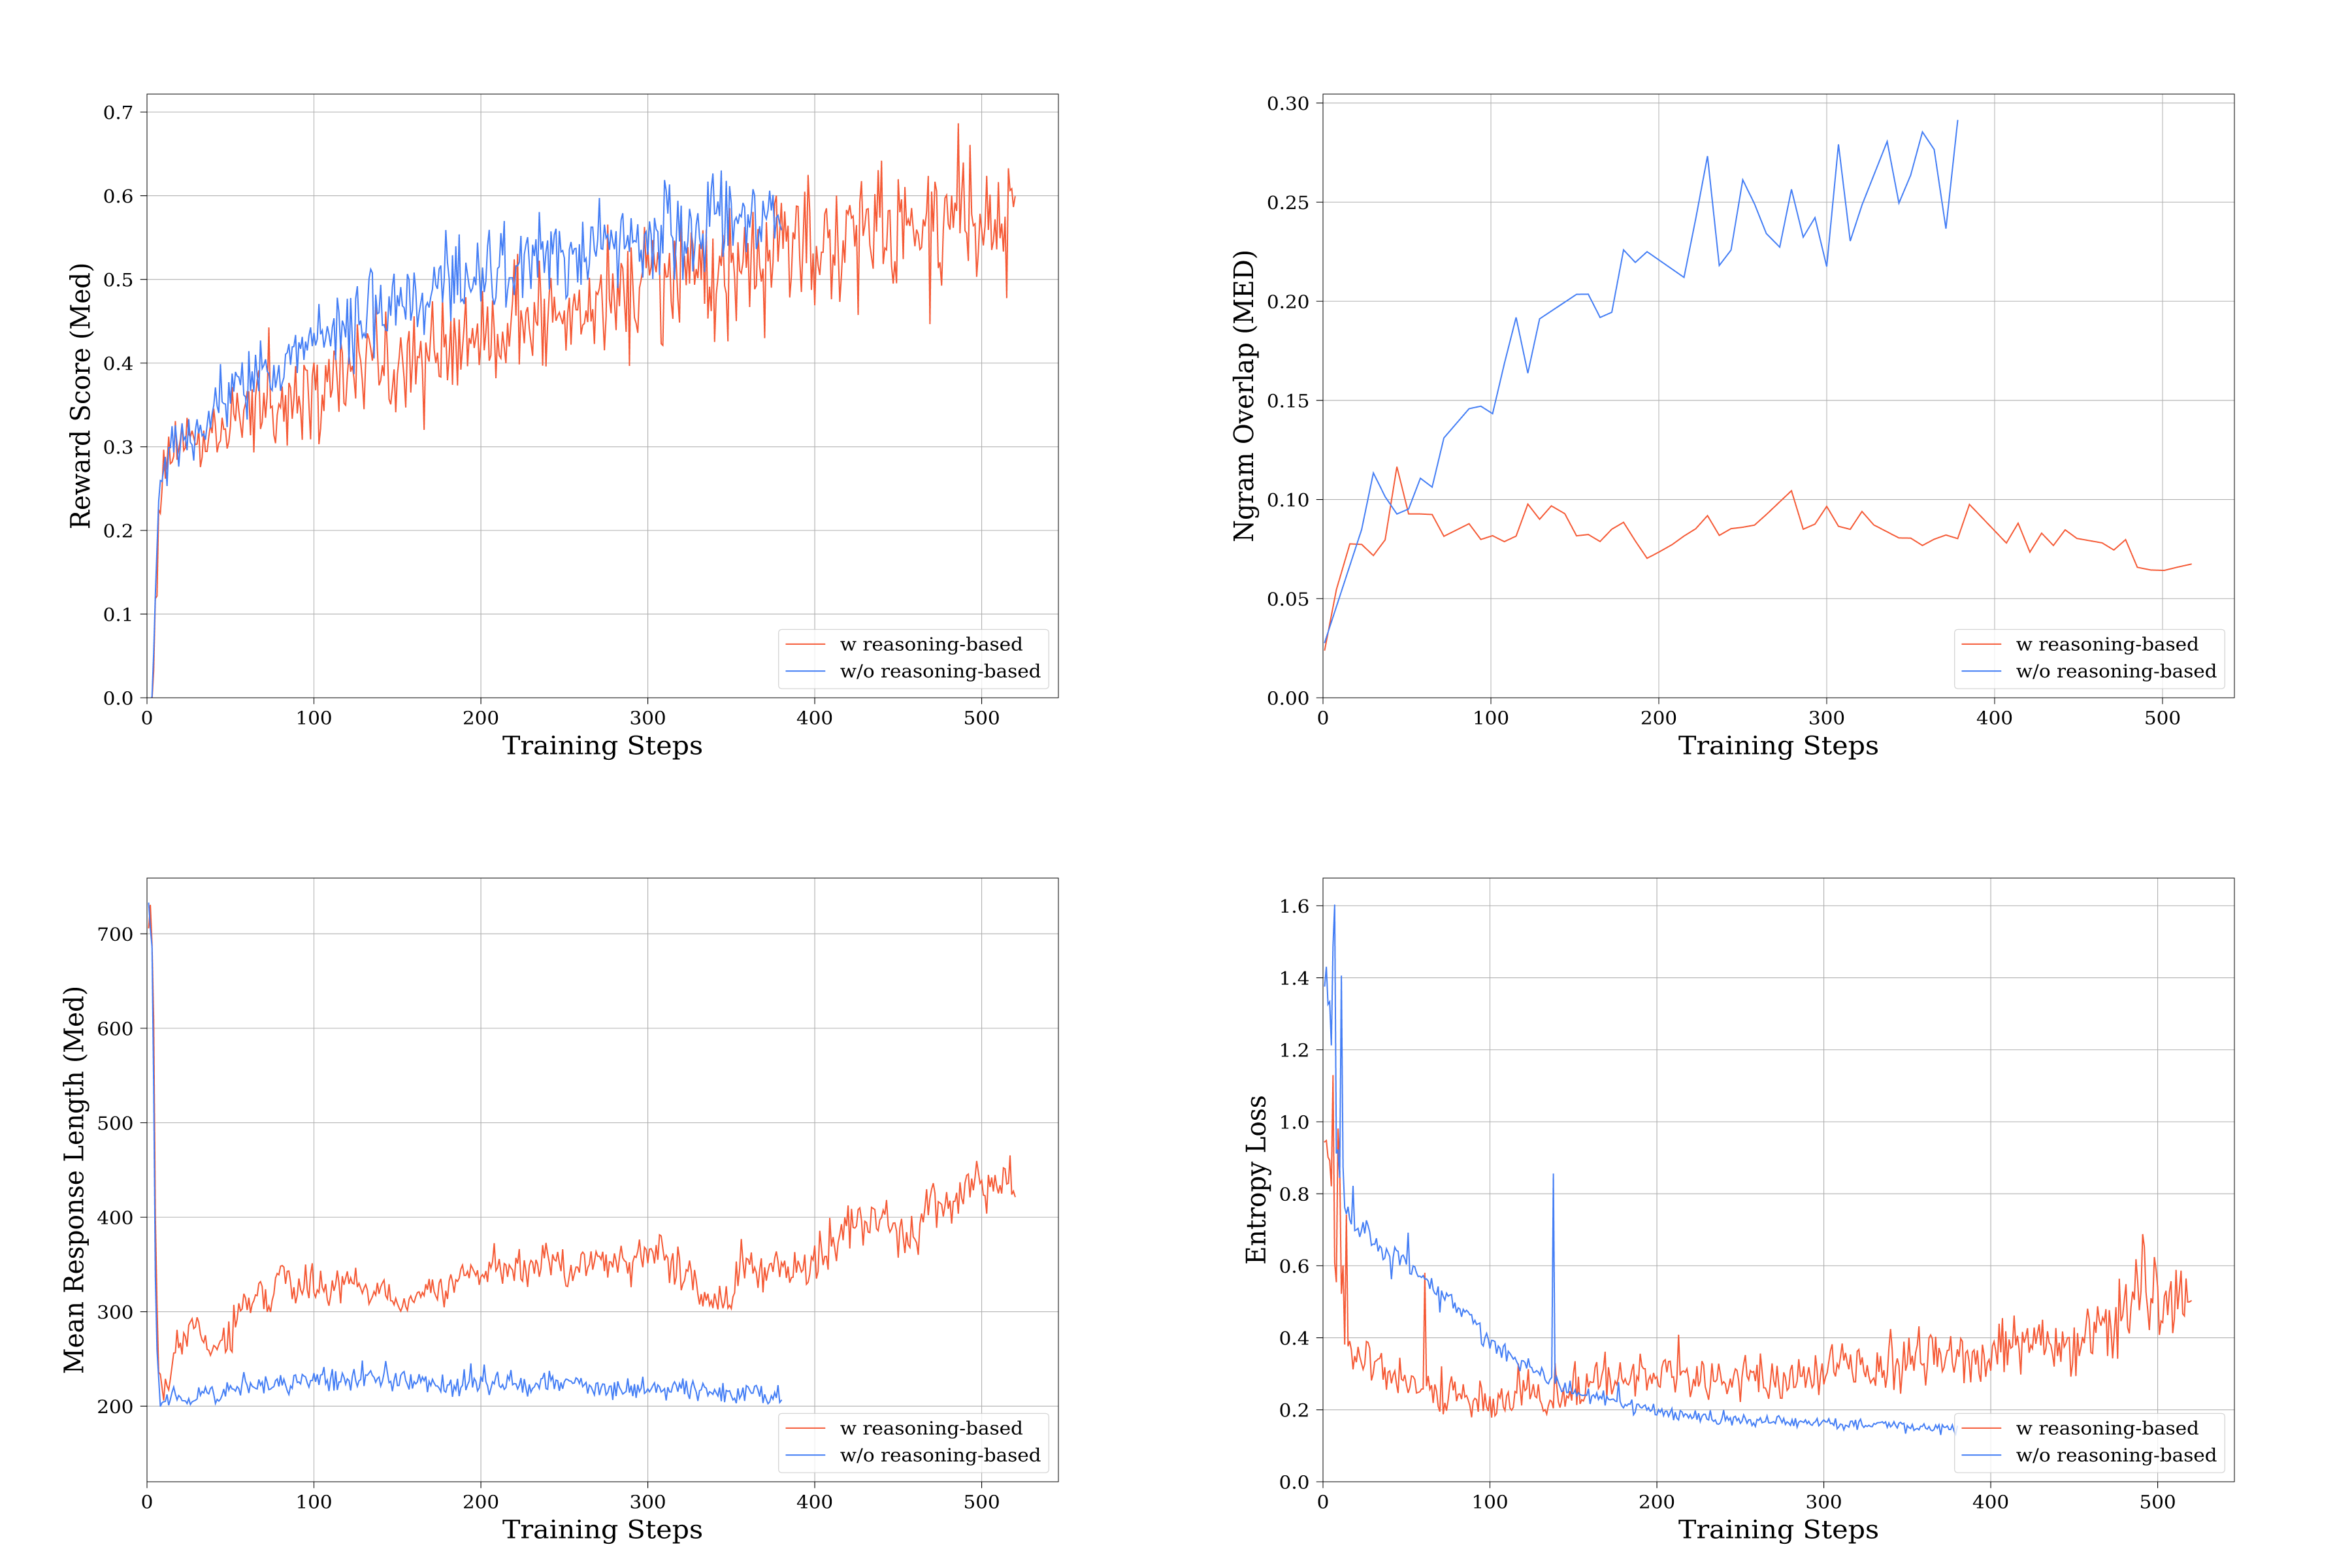 Reward Score (Med)
0.7
0.6
0.5
0.4
0.3
0.2
0.1
0.0
0 100 200 300 400 500
Training Steps
w reasoning-based
w/o reasoning-based
Ngram Overlap (MED)
0.30
0.25
0.20
0.15
0.10
0.05
0.00
0 100 200 300 400 500
Training Steps
w reasoning-based
w/o reasoning-based
Mean Response Length (Med)
700
600
500
400
300
200
0 100 200 300 400 500
Training Steps
w reasoning-based
w/o reasoning-based
Entropy Loss
1.6
1.4
1.2
1.0
0.8
0.6
0.4
0.2
0.0
0 100 200 300 400 500
Training Steps
w reasoning-based
w/o reasoning-based